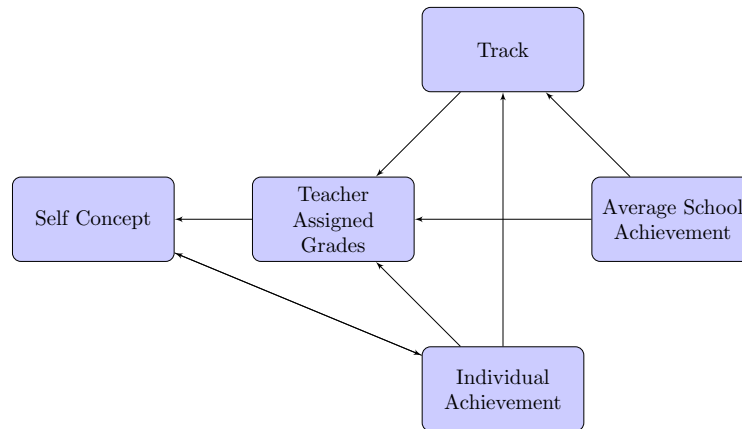 Track
Self Concept
Teacher
Assigned
Grades
Average School
Achievement
Individual
Achievement